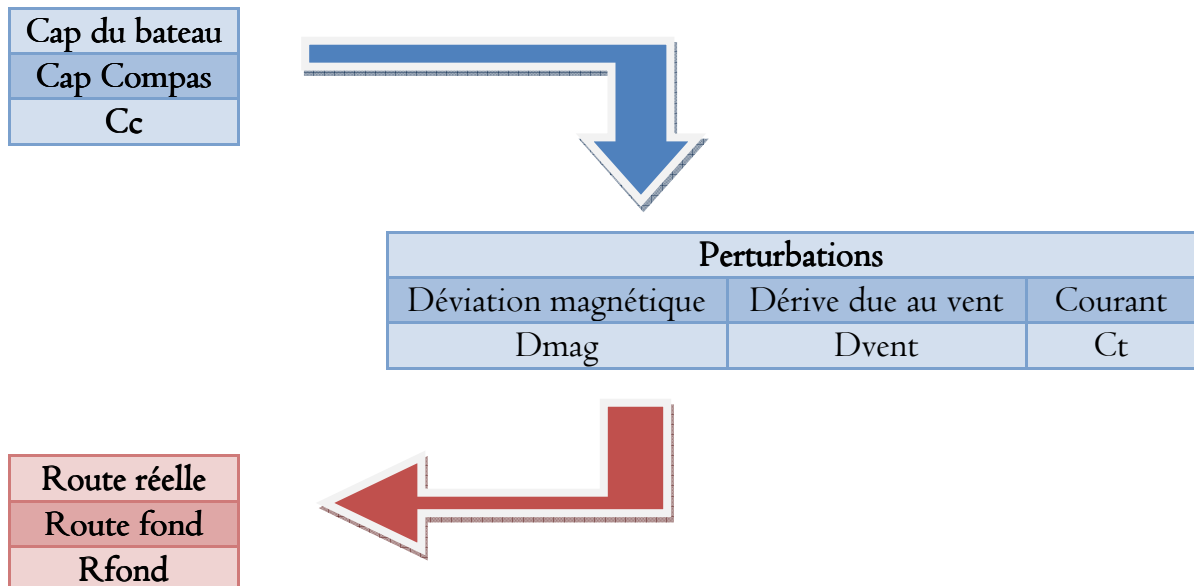 Cap du bateau
Cap Compas
Cc
Perturbations
Déviation magnétique Dérive due au vent Courant
Dmag Dvent Ct
Route réelle
Route fond
Rfond